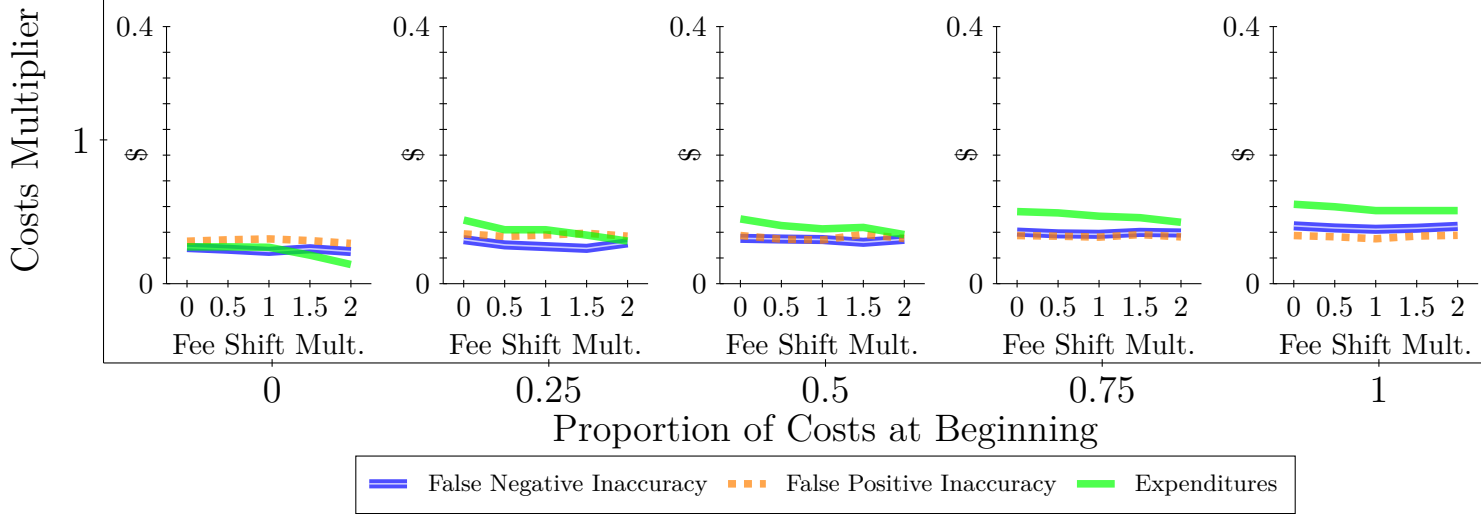 Costs Multiplier
1
0.4 0.4 0.4 0.4 0.4
$ $ $ $ $
0 0 0 0 0
0 0.5 1 1.5 2 0 0.5 1 1.5 2 0 0.5 1 1.5 2 0 0.5 1 1.5 2 0 0.5 1 1.5 2
Fee Shift Mult. Fee Shift Mult. Fee Shift Mult. Fee Shift Mult. Fee Shift Mult.
0 0.25 0.5 0.75 1
Proportion of Costs at Beginning
False Negative Inaccuracy False Positive Inaccuracy Expenditures